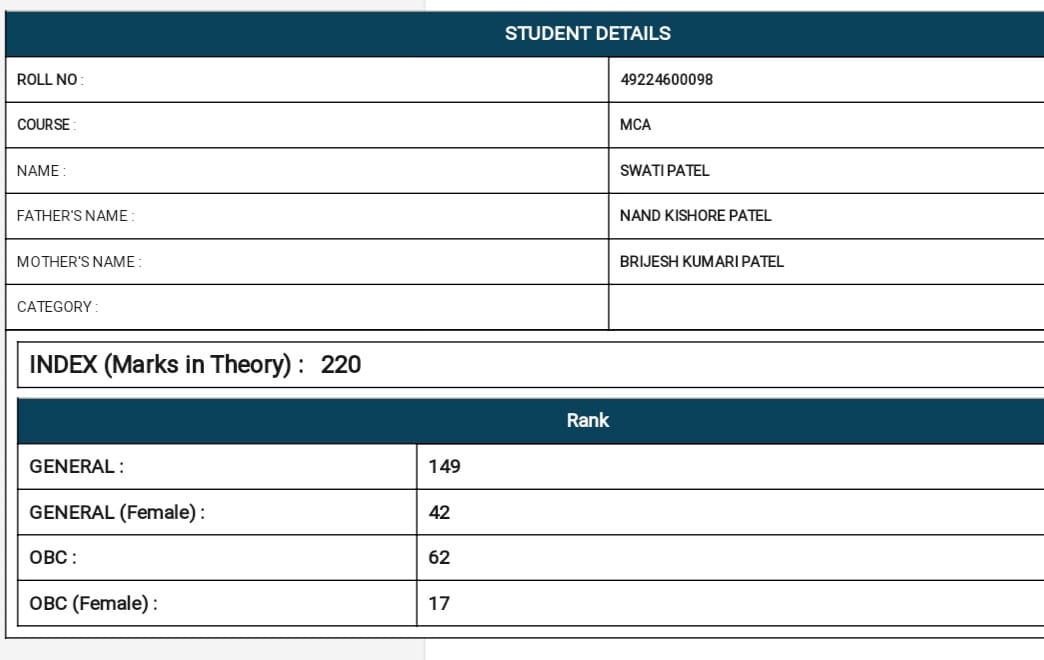 STUDENT DETAILS
ROLL NO : 49224600098
COURSE : MCA
NAME : SWATI PATEL
FATHER'S NAME : NAND KISHORE PATEL
MOTHER'S NAME : BRIJESH KUMARI PATEL
CATEGORY :
INDEX (Marks in Theory) : 220
Rank
GENERAL : 149
GENERAL (Female) : 42
OBC : 62
OBC (Female) : 17